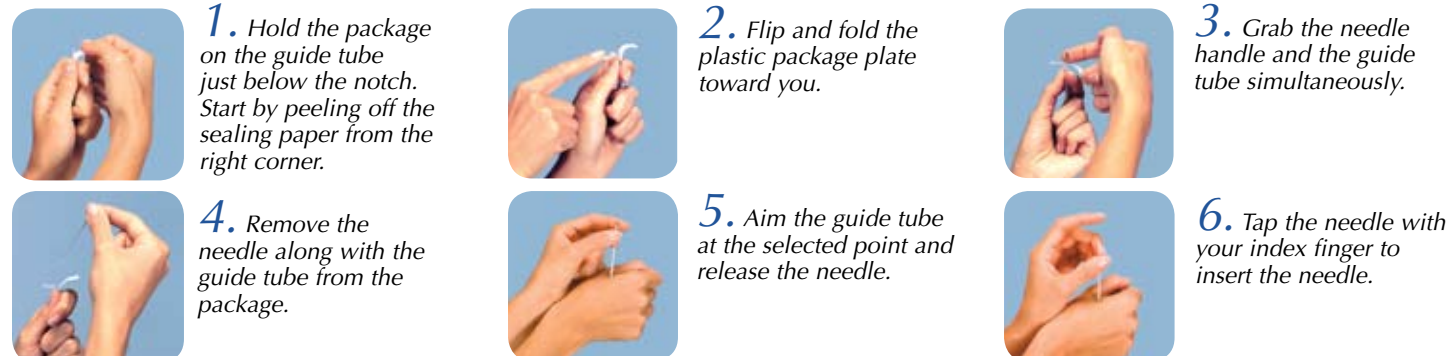 1. Hold the package
on the guide tube
just below the notch.
Start by peeling off the
sealing paper from the
right corner.
2. Flip and fold the
plastic package plate
toward you.
3. Grab the needle
handle and the guide
tube simultaneously.
4. Remove the
needle along with the
guide tube from the
package.
5. Aim the guide tube
at the selected point and
release the needle.
6. Tap the needle with
your index finger to
insert the needle.